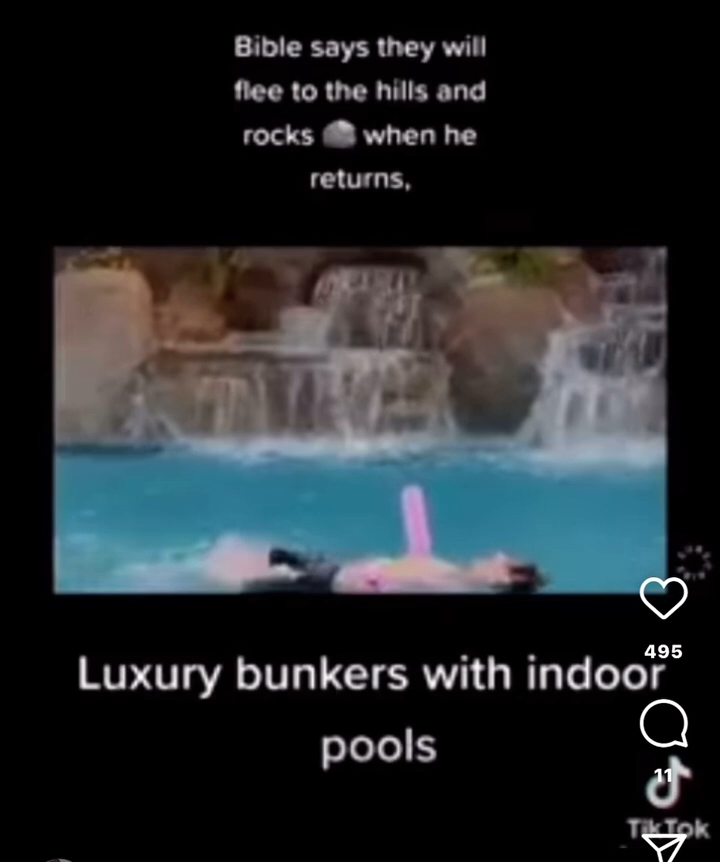 Bible says they will
flee to the hills and
rocks 🪨 when he
returns,
Luxury bunkers with indoor
pools
495
11
TikTok